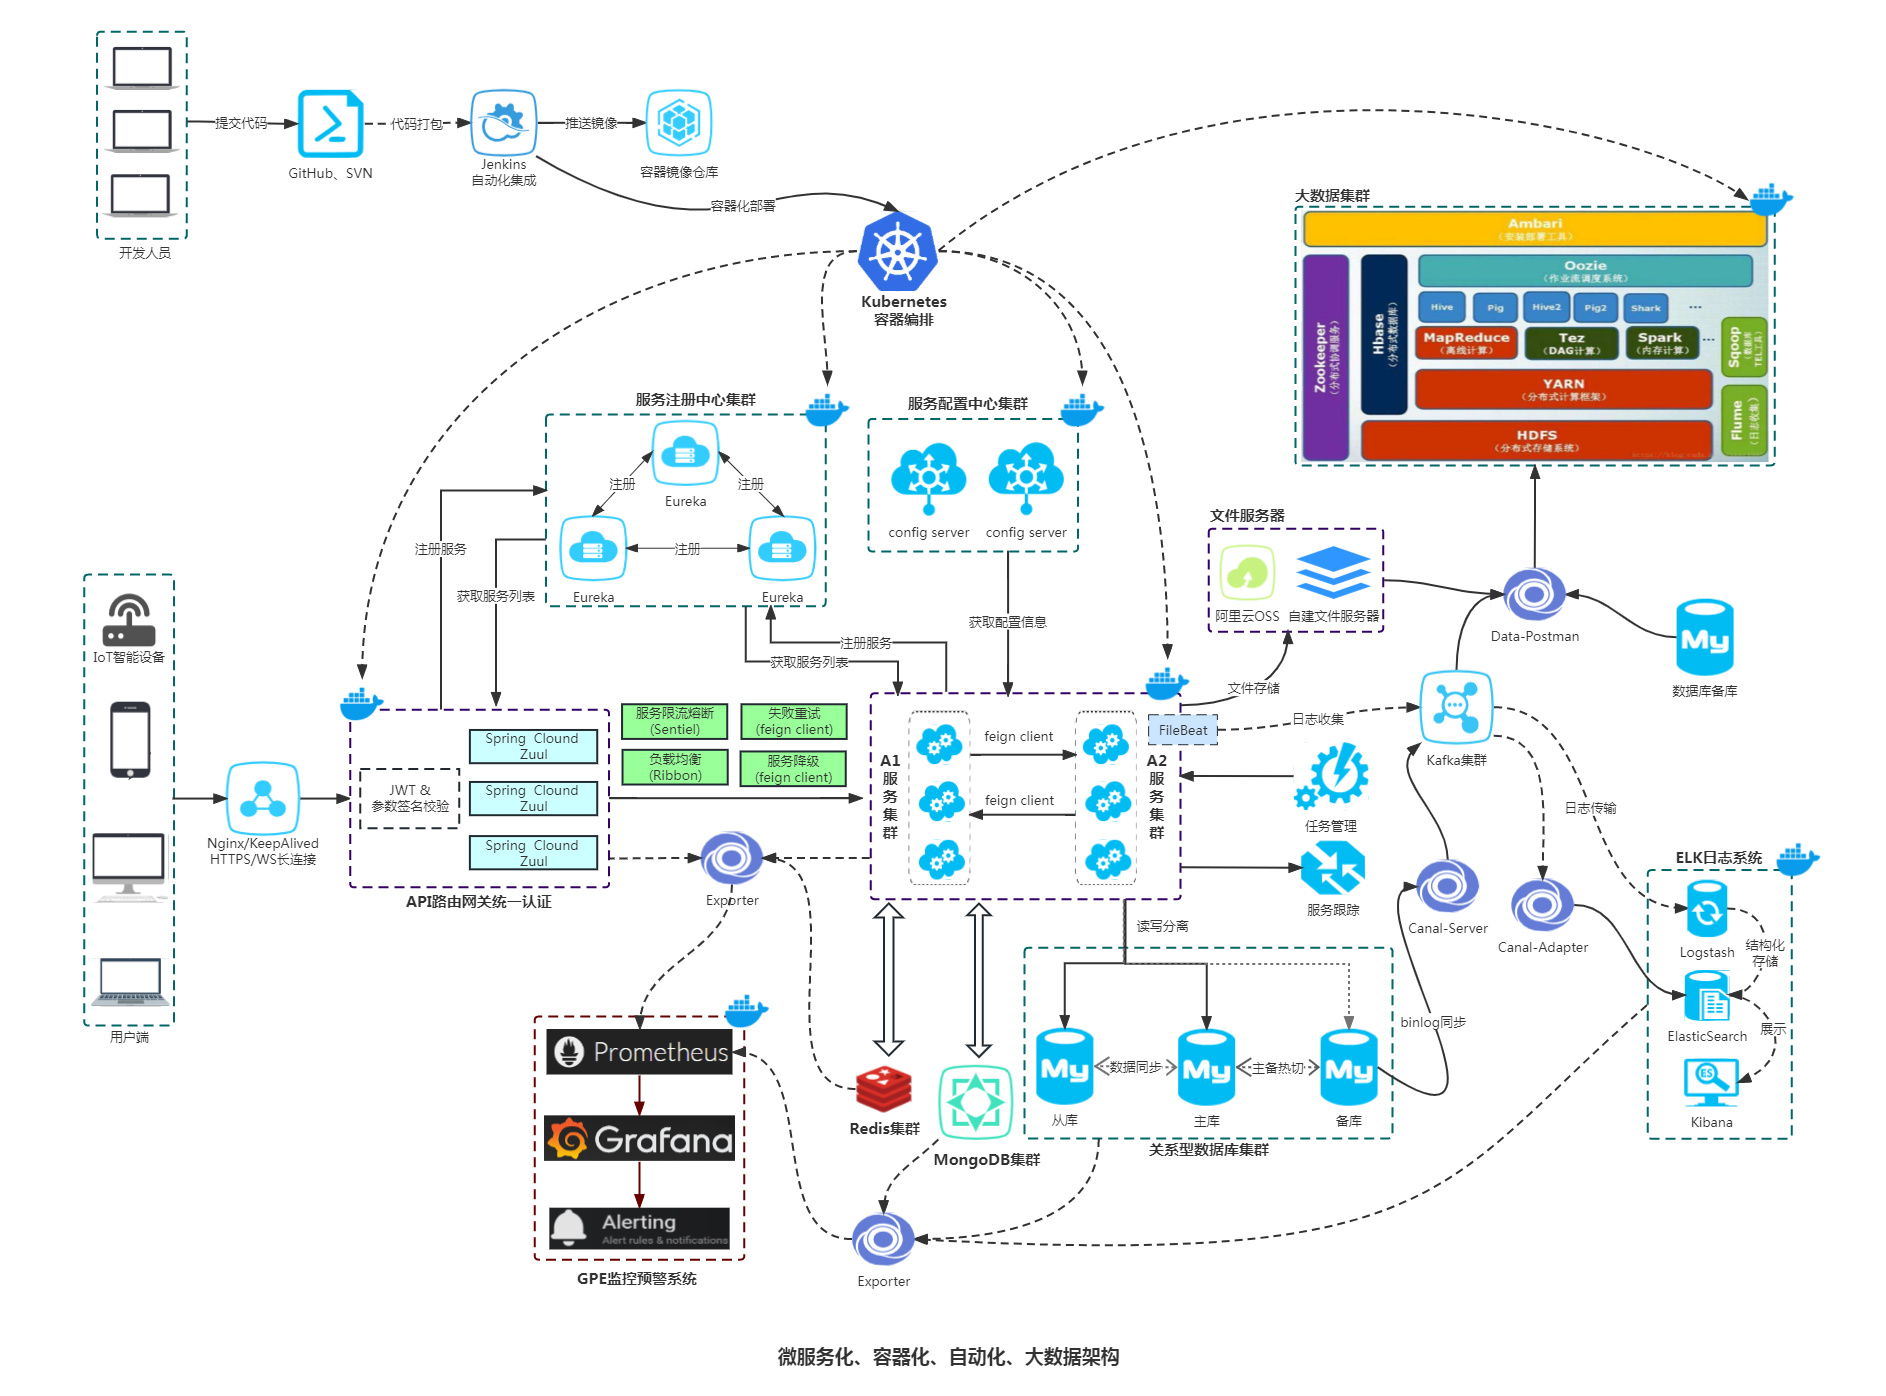 提交代码
代码打包
推送镜像
GitHub、SVN
Jenkins
自动化集成
容器镜像仓库
容器化部署
开发人员
Kubernetes
容器编排
大数据集群
Ambari
（安装部署工具）
Zookeeper
（分布式协调服务）
Hbase
（分布式数据库）
Oozie
（作业流调度系统）
Hive
Pig
Hive2
Pig2
Shark
...
MapReduce
（离线计算）
Tez
（DAG计算）
Spark
（内存计算）
...
Sqoop
（数据库
TEL工具）
YARN
（分布式计算框架）
Flume
（日志收集）
HDFS
（分布式存储系统）
服务注册中心集群
注册
注册
Eureka
注册
Eureka
Eureka
服务配置中心集群
config server
config server
注册服务
获取服务列表
注册服务
获取服务列表
获取配置信息
文件服务器
阿里云OSS
自建文件服务器
文件存储
Data-Postman
My
数据库备库
IoT智能设备
用户端
Nginx/KeepAlived
HTTPS/WS长连接
JWT &
参数签名校验
Spring Clound
Zuul
Spring Clound
Zuul
Spring Clound
Zuul
API路由网关统一认证
服务限流熔断
(Sentiel)
失败重试
(feign client)
负载均衡
(Ribbon)
服务降级
(feign client)
A1
服
务
集
群
feign client
feign client
A2
服
务
集
群
FileBeat
日志收集
Kafka集群
任务管理
服务跟踪
日志传输
Exporter
读写分离
Canal-Server
Canal-Adapter
binlog同步
ELK日志系统
Logstash
结构化
存储
ElasticSearch
展示
ES
Kibana
Prometheus
Grafana
Alerting
Alert rules & notifications
GPE监控预警系统
Redis集群
MongoDB集群
My
数据同步
My
主备热切
My
从库
主库
备库
关系型数据库集群
Exporter
微服务化、容器化、自动化、大数据架构